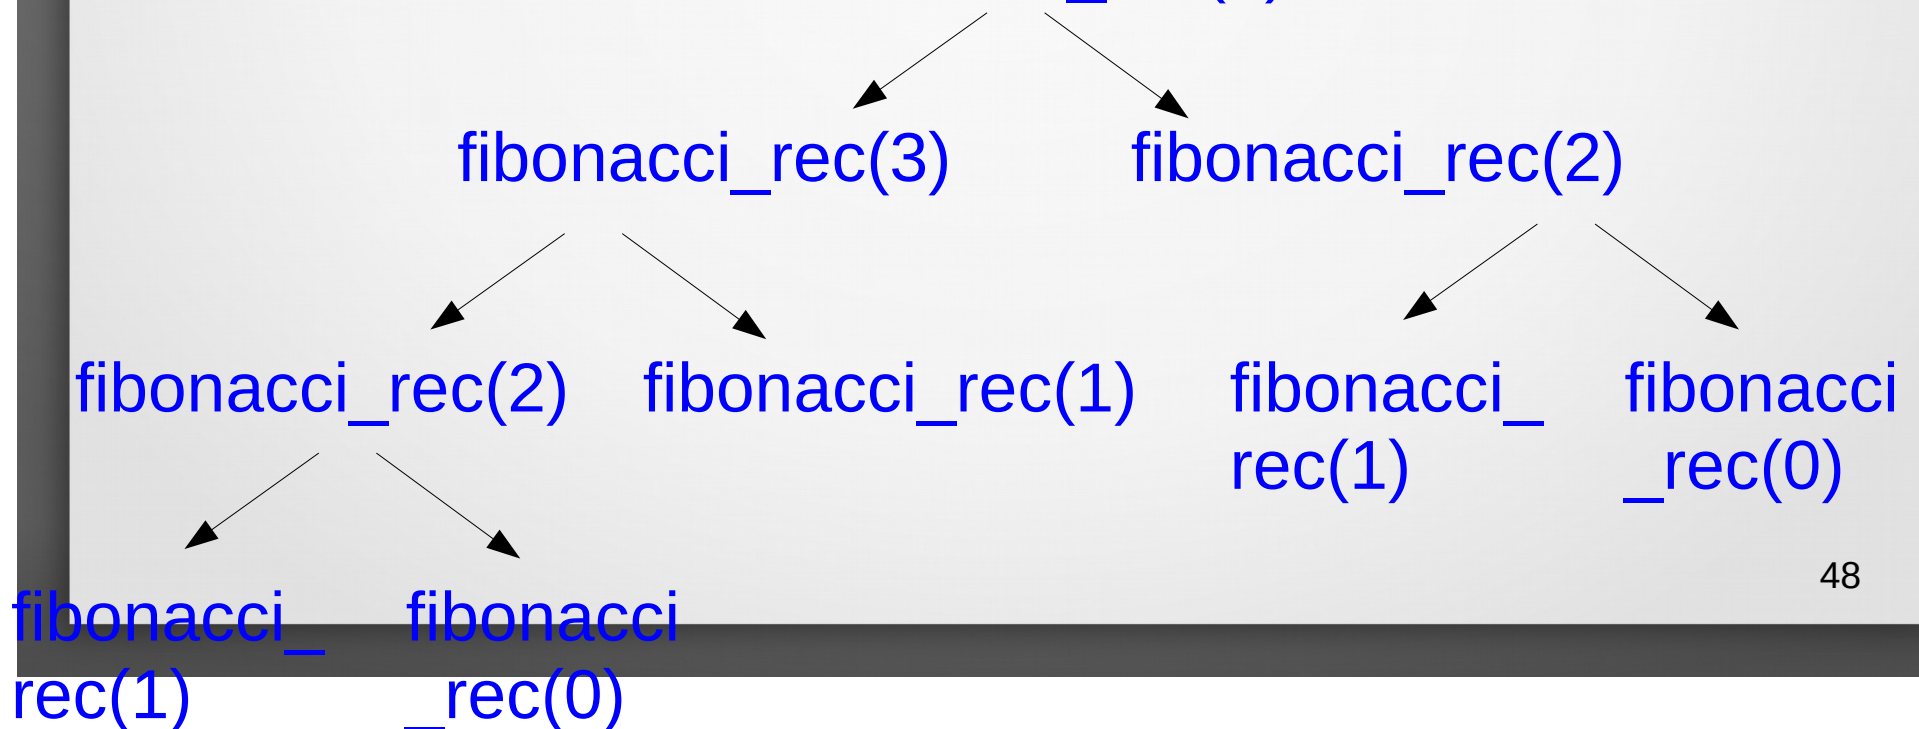 fibonacci_rec(3) fibonacci_rec(2)
fibonacci_rec(2) fibonacci_rec(1)
fibonacci_
rec(1)
fibonacci
_rec(0)
48
fibonacci_
rec(1)
fibonacci
_rec(0)